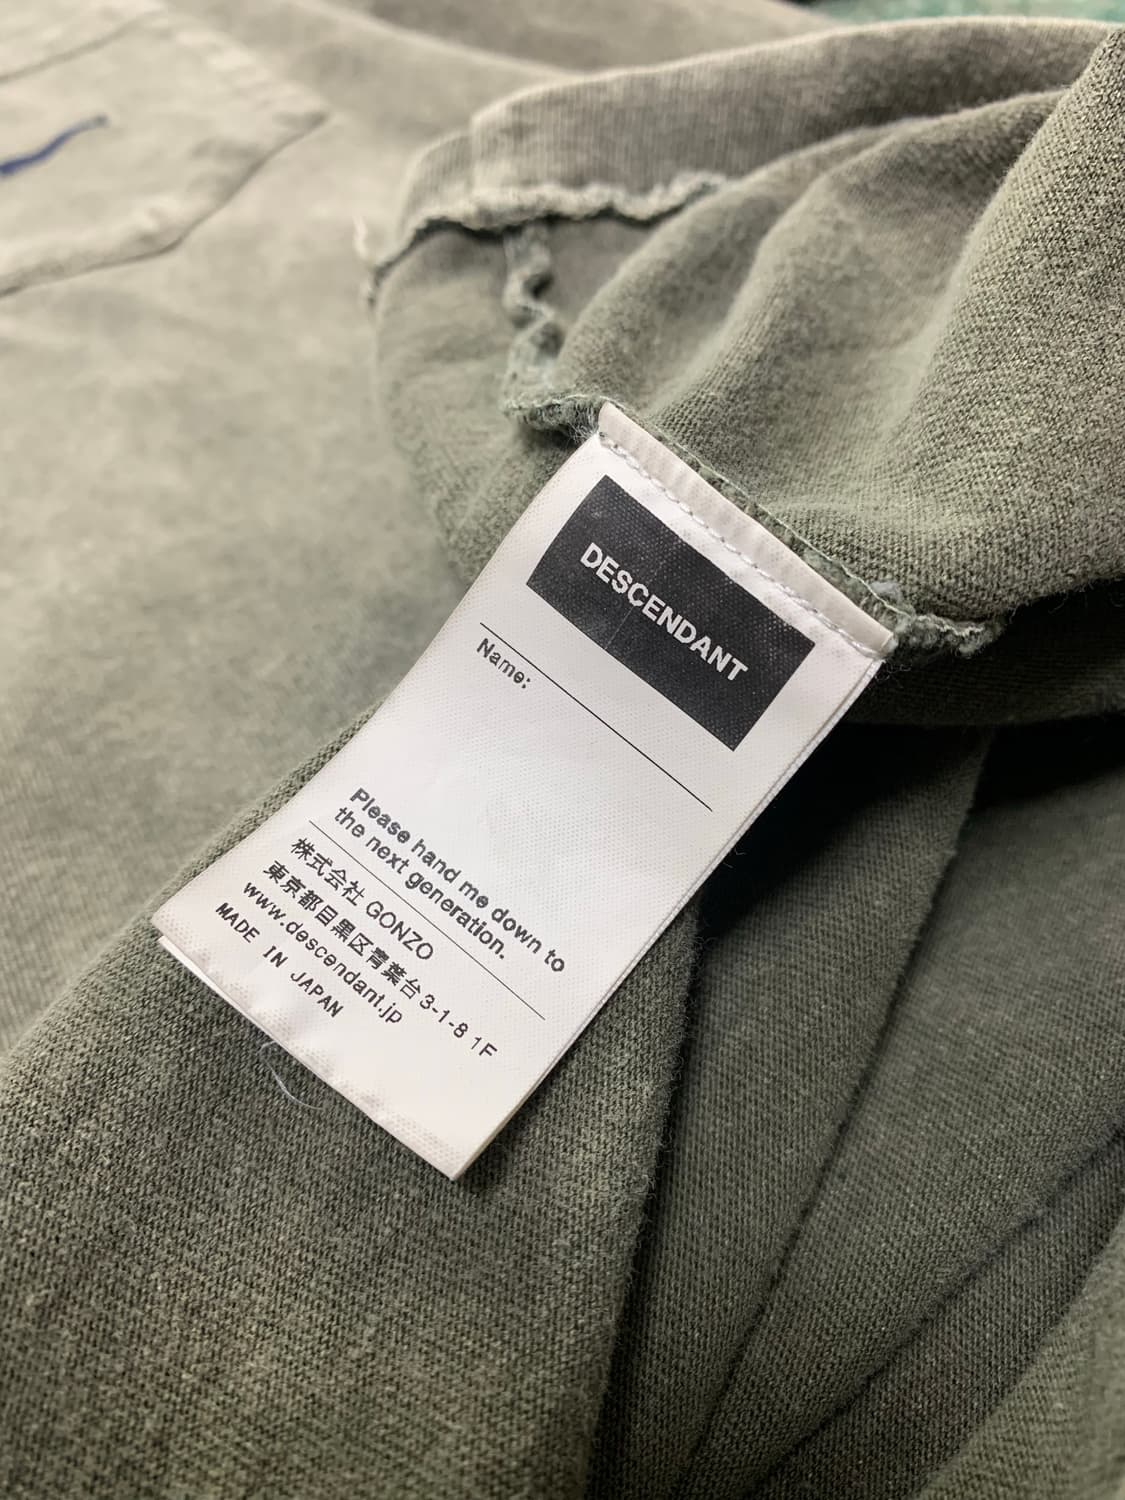 DESCENDANT
Name:
Please hand me down to
the next generation.
株式会社 GONZO
東京都目黒区青葉台 3-1-8 1F
www.descendant.jp
MADE IN JAPAN